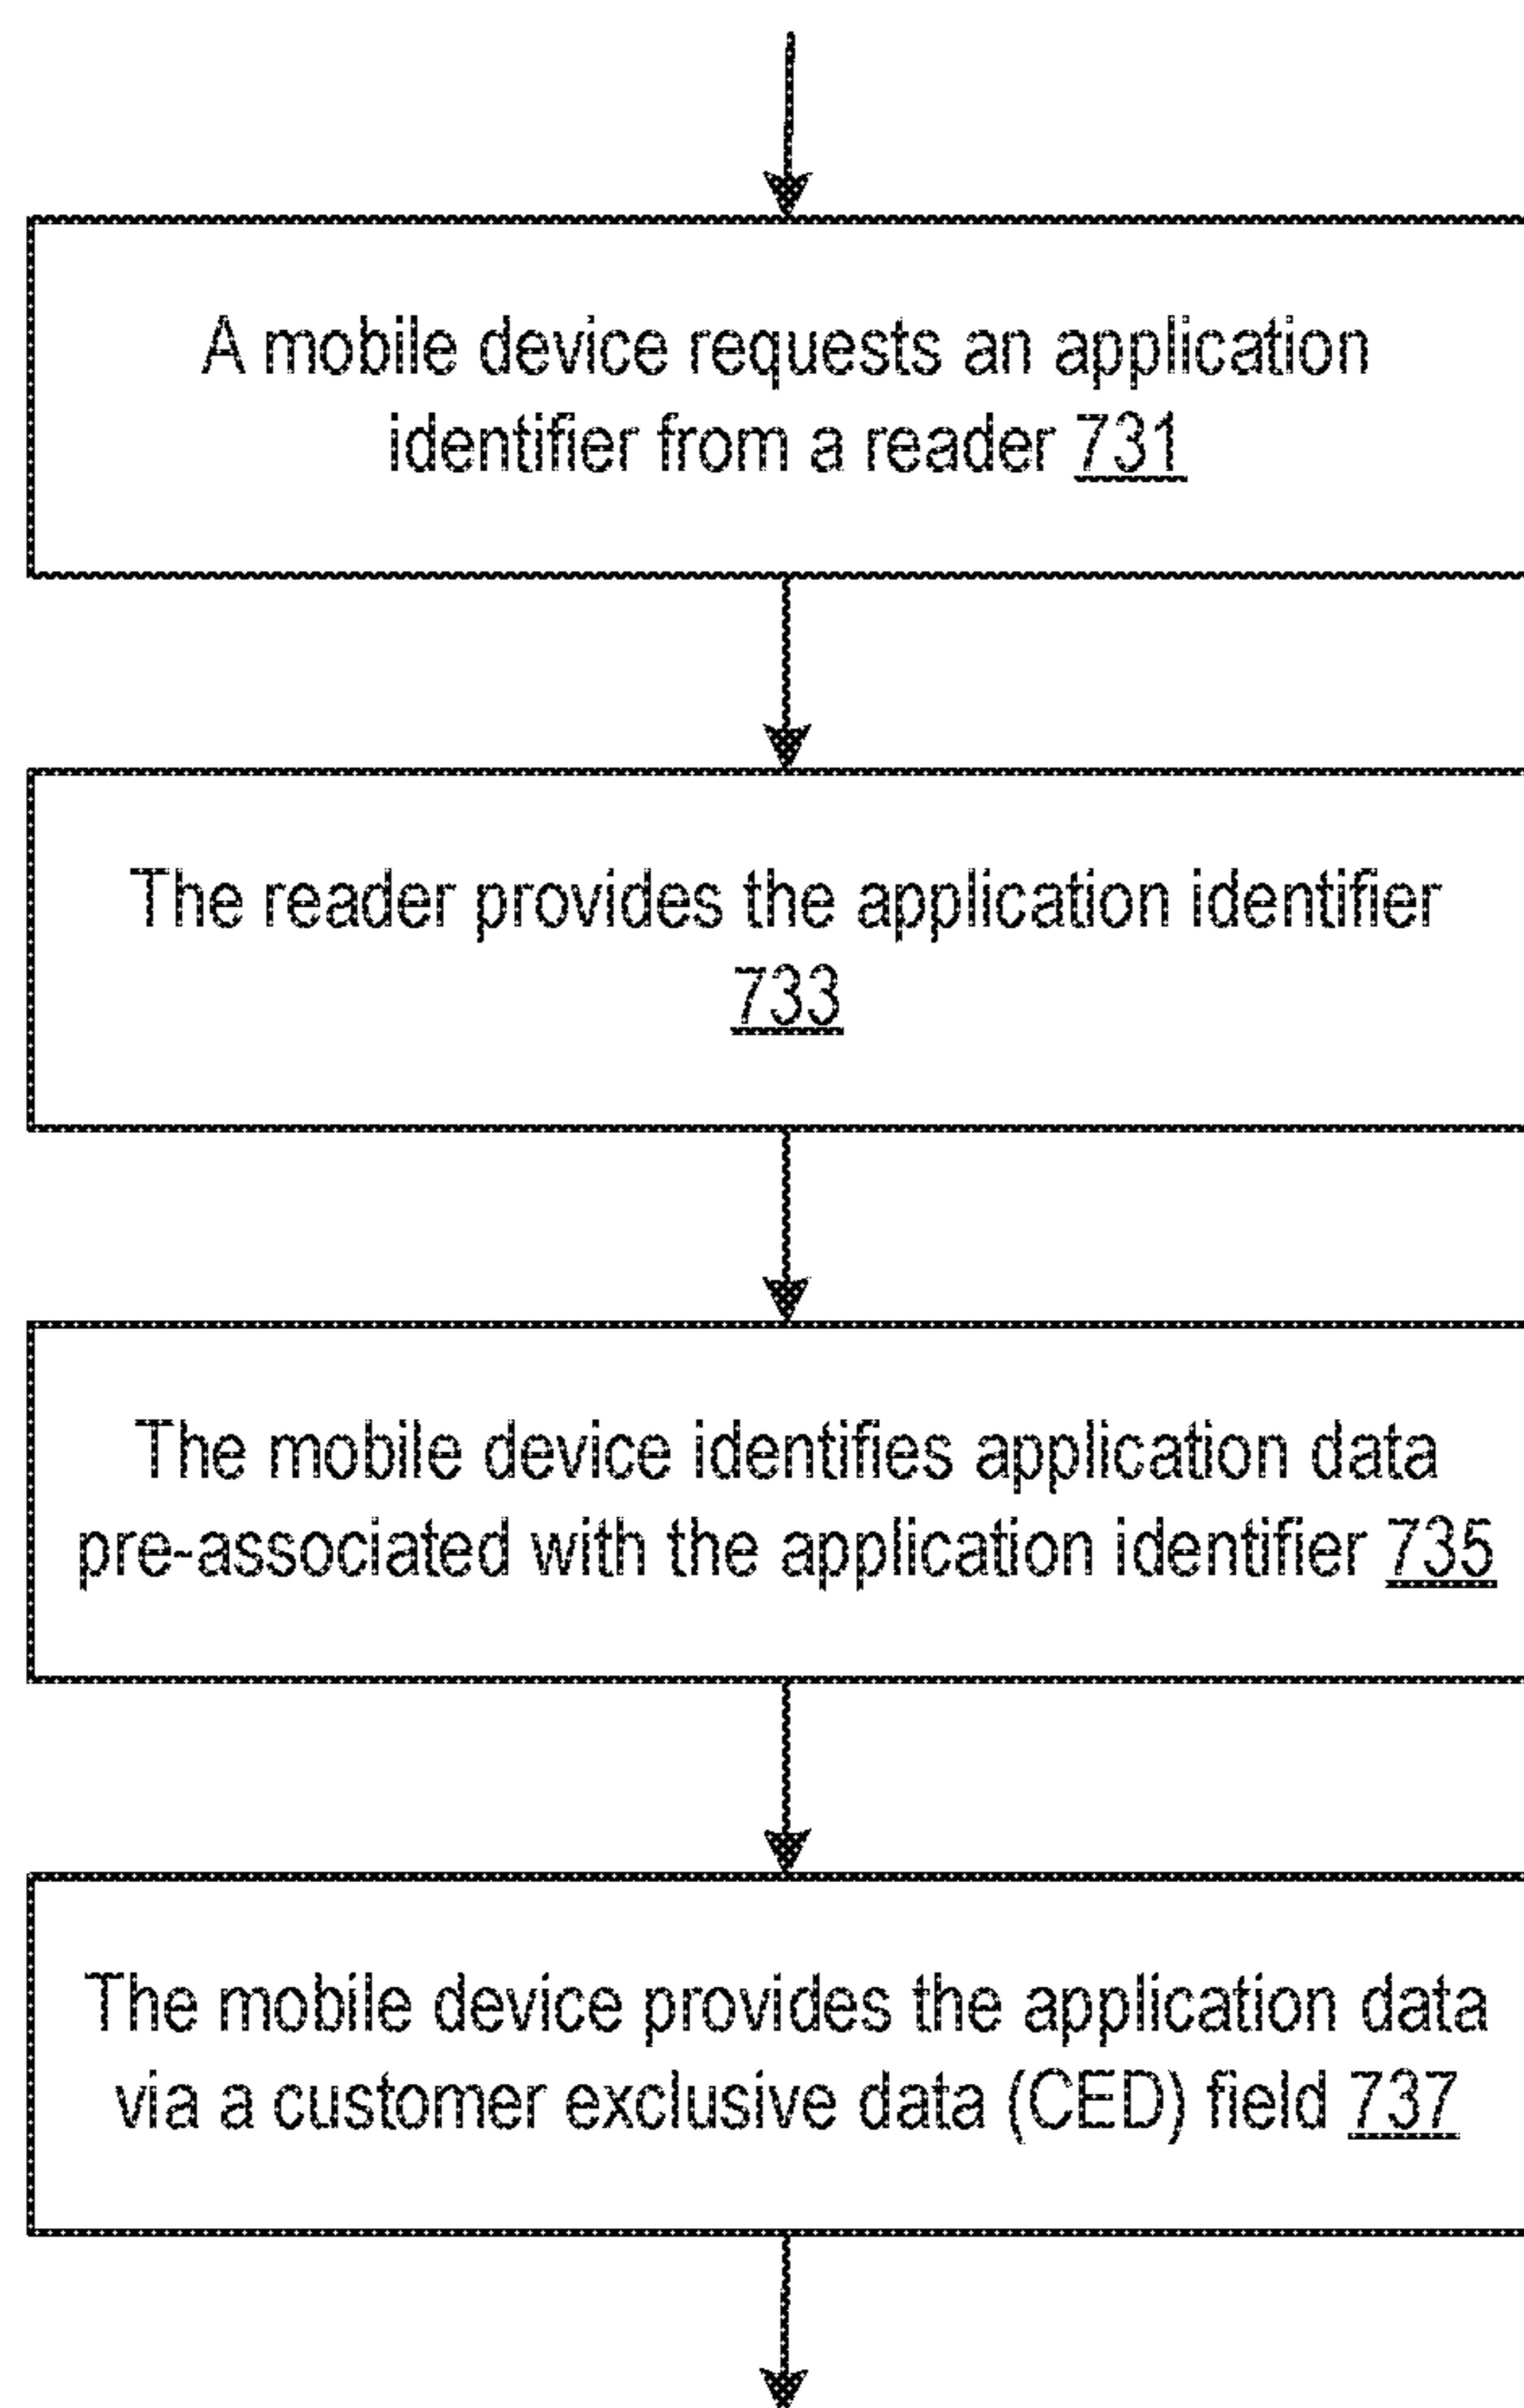 A mobile device requests an application
identifier from a reader 731
The reader provides the application identifier
733
The mobile device identifies application data
pre-associated with the application identifier 735
The mobile device provides the application data
via a customer exclusive data (CED) field 737